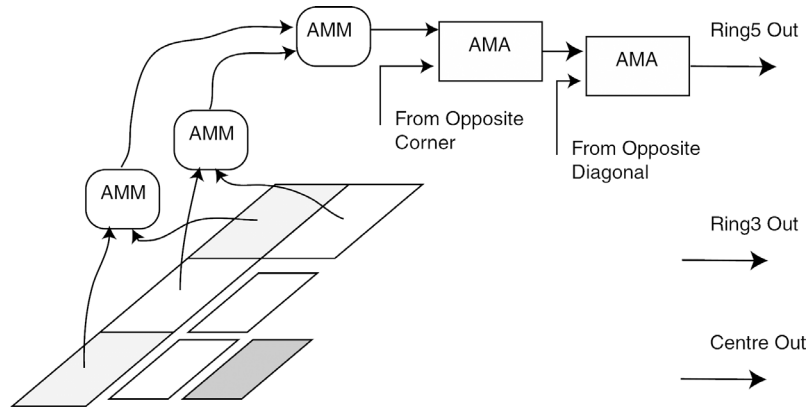 AMM
AMA
Ring5 Out
AMA
From Opposite
Corner
AMM
From Opposite
Diagonal
AMM
Ring3 Out
Centre Out